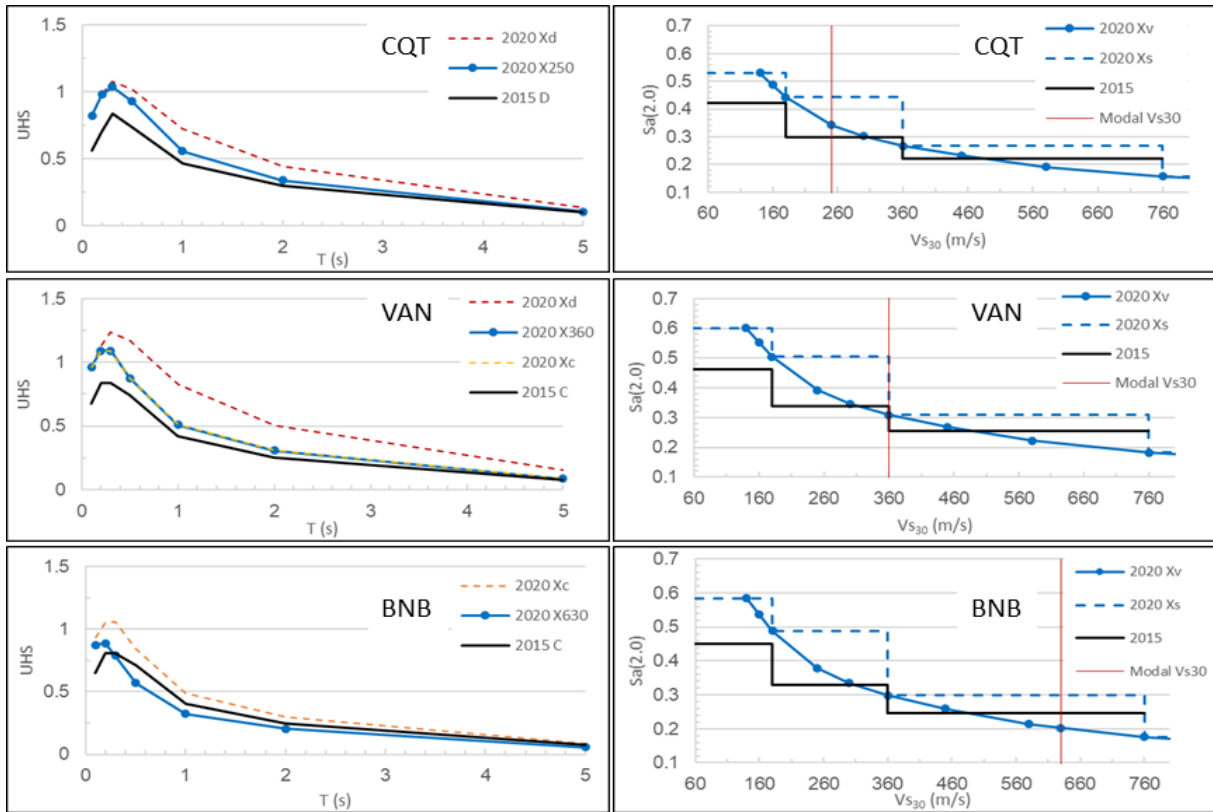 CQT
2020 Xd
2020 X250
2015 D
UHS
1.5
1
0.5
0
0 1 2 3 4 5
T (s)
CQT
2020 Xv
2020 Xs
2015
Modal Vs30
Sa(2.0)
0.7
0.6
0.5
0.4
0.3
0.2
0.1
60 160 260 360 460 560 660 760
Vs30 (m/s)
VAN
2020 Xd
2020 X360
2020 Xc
2015 C
UHS
1.5
1
0.5
0
0 1 2 3 4 5
T (s)
VAN
2020 Xv
2020 Xs
2015
Modal Vs30
Sa(2.0)
0.7
0.6
0.5
0.4
0.3
0.2
0.1
60 160 260 360 460 560 660 760
Vs30 (m/s)
BNB
2020 Xc
2020 X630
2015 C
UHS
1.5
1
0.5
0
0 1 2 3 4 5
T (s)
BNB
2020 Xv
2020 Xs
2015
Modal Vs30
Sa(2.0)
0.7
0.6
0.5
0.4
0.3
0.2
0.1
60 160 260 360 460 560 660 760
Vs30 (m/s)